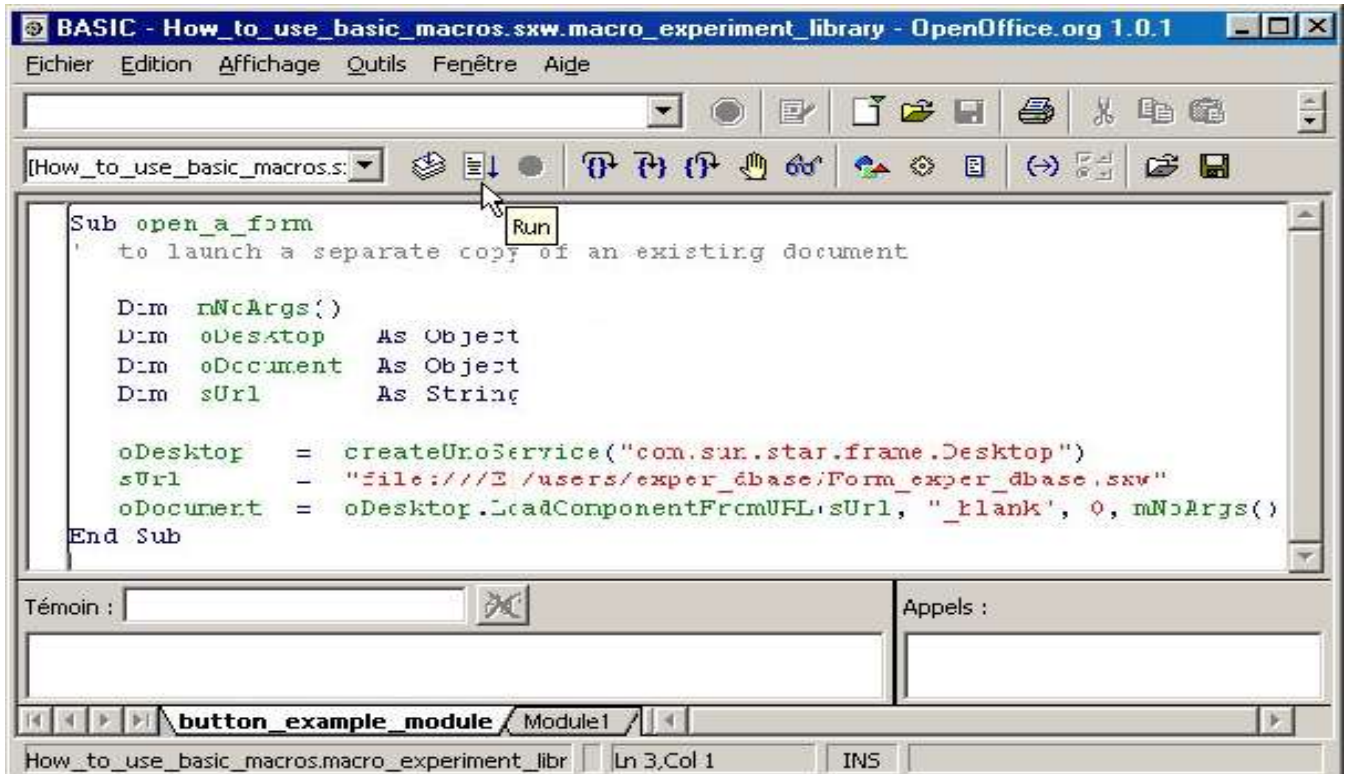 BASIC - How_to_use_basic_macros.sxw.macro_experiment_library - OpenOffice.org 1.0.1
Fichier Edition Affichage Outils Fenêtre Aide
[How_to_use_basic_macros.s:
Run
Sub open_a_form
' to launch a separate copy of an existing document
Dim mNoArgs()
Dim oDesktop As Object
Dim oDocument As Object
Dim sUrl As String
oDesktop = createUnoService("com.sun.star.frame.Desktop")
sUrl = "file:///E|/users/exper_dbase/Form_exper_dbase.sxw"
oDocument = oDesktop.LoadComponentFromURL(sUrl, "_blank", 0, mNoArgs()
End Sub
Témoin :
Appels :
button_example_module Module1
How_to_use_basic_macros.macro_experiment_libr Ln 3,Col 1 INS